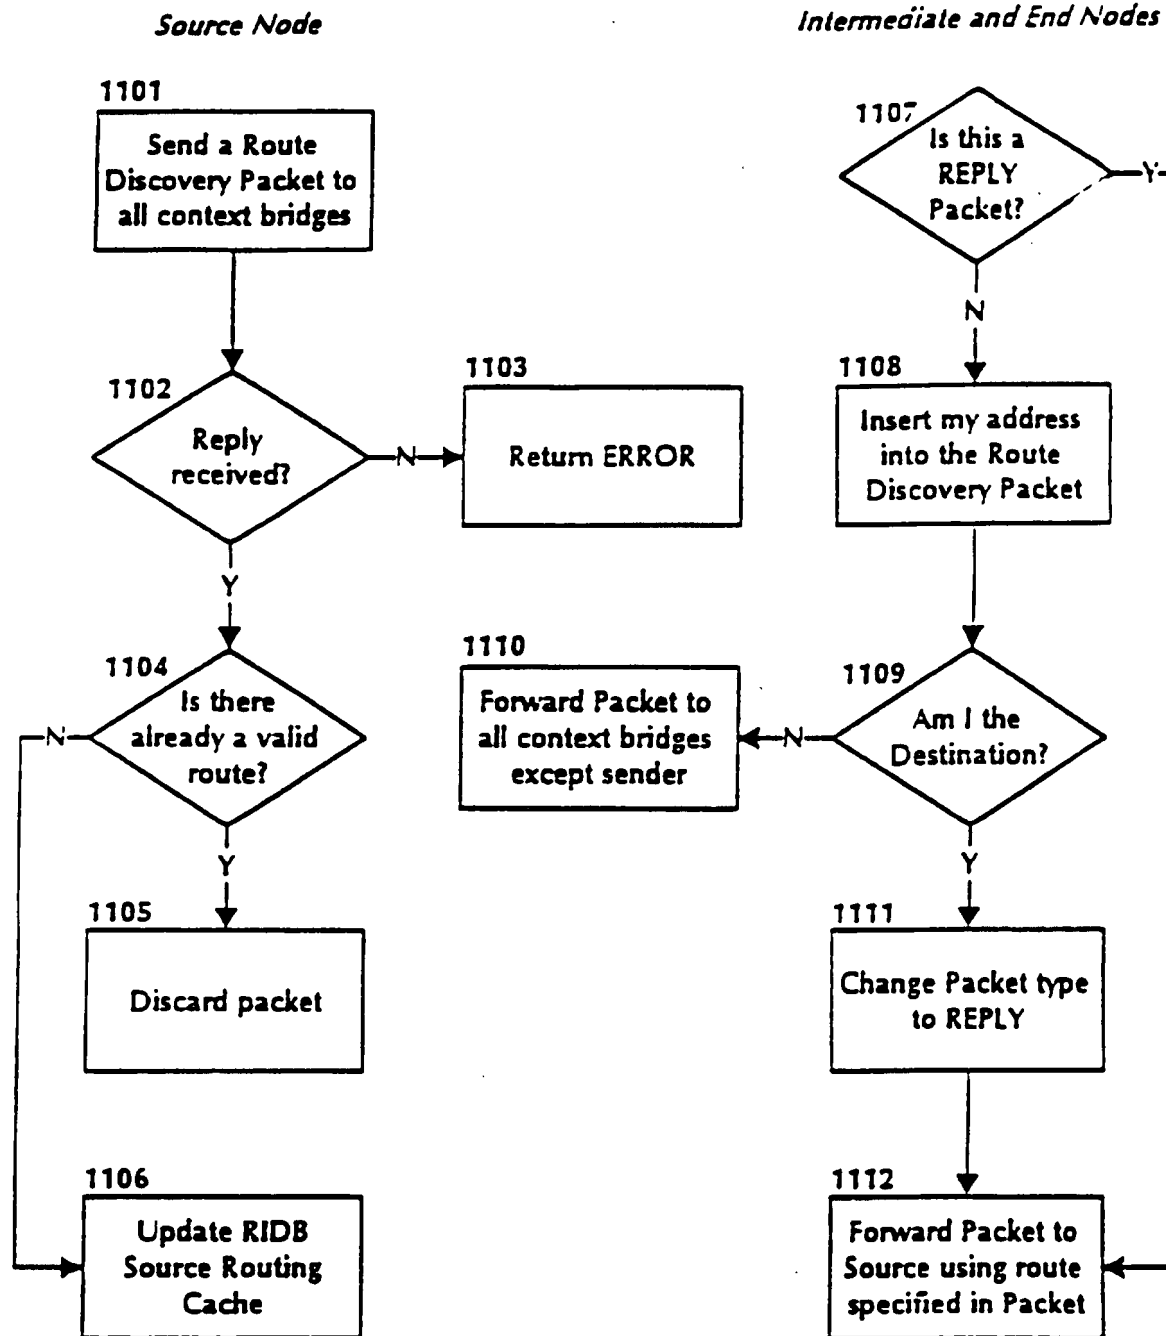 Source Node
1101
Send a Route
Discovery Packet to
all context bridges
1102
Reply
received?
N
1103
Return ERROR
Y
1104
Is there
already a valid
route?
N
Y
1105
Discard packet
1106
Update RIDB
Source Routing
Cache
Intermediate and End Nodes
1107
Is this a
REPLY
Packet?
Y
N
1108
Insert my address
into the Route
Discovery Packet
1109
Am I the
Destination?
N
1110
Forward Packet to
all context bridges
except sender
Y
1111
Change Packet type
to REPLY
1112
Forward Packet to
Source using route
specified in Packet